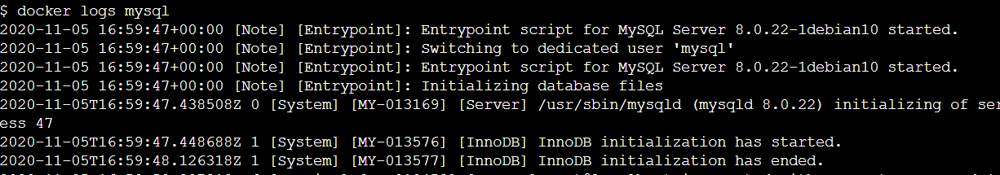 $ docker logs mysql
2020-11-05 16:59:47+00:00 [Note] [Entrypoint]: Entrypoint script for MySQL Server 8.0.22-1debian10 started.
2020-11-05 16:59:47+00:00 [Note] [Entrypoint]: Switching to dedicated user 'mysql'
2020-11-05 16:59:47+00:00 [Note] [Entrypoint]: Entrypoint script for MySQL Server 8.0.22-1debian10 started.
2020-11-05 16:59:47+00:00 [Note] [Entrypoint]: Initializing database files
2020-11-05T16:59:47.438508Z 0 [System] [MY-013169] [Server] /usr/sbin/mysqld (mysqld 8.0.22) initializing of ser
ess 47
2020-11-05T16:59:47.448688Z 1 [System] [MY-013576] [InnoDB] InnoDB initialization has started.
2020-11-05T16:59:48.126318Z 1 [System] [MY-013577] [InnoDB] InnoDB initialization has ended.